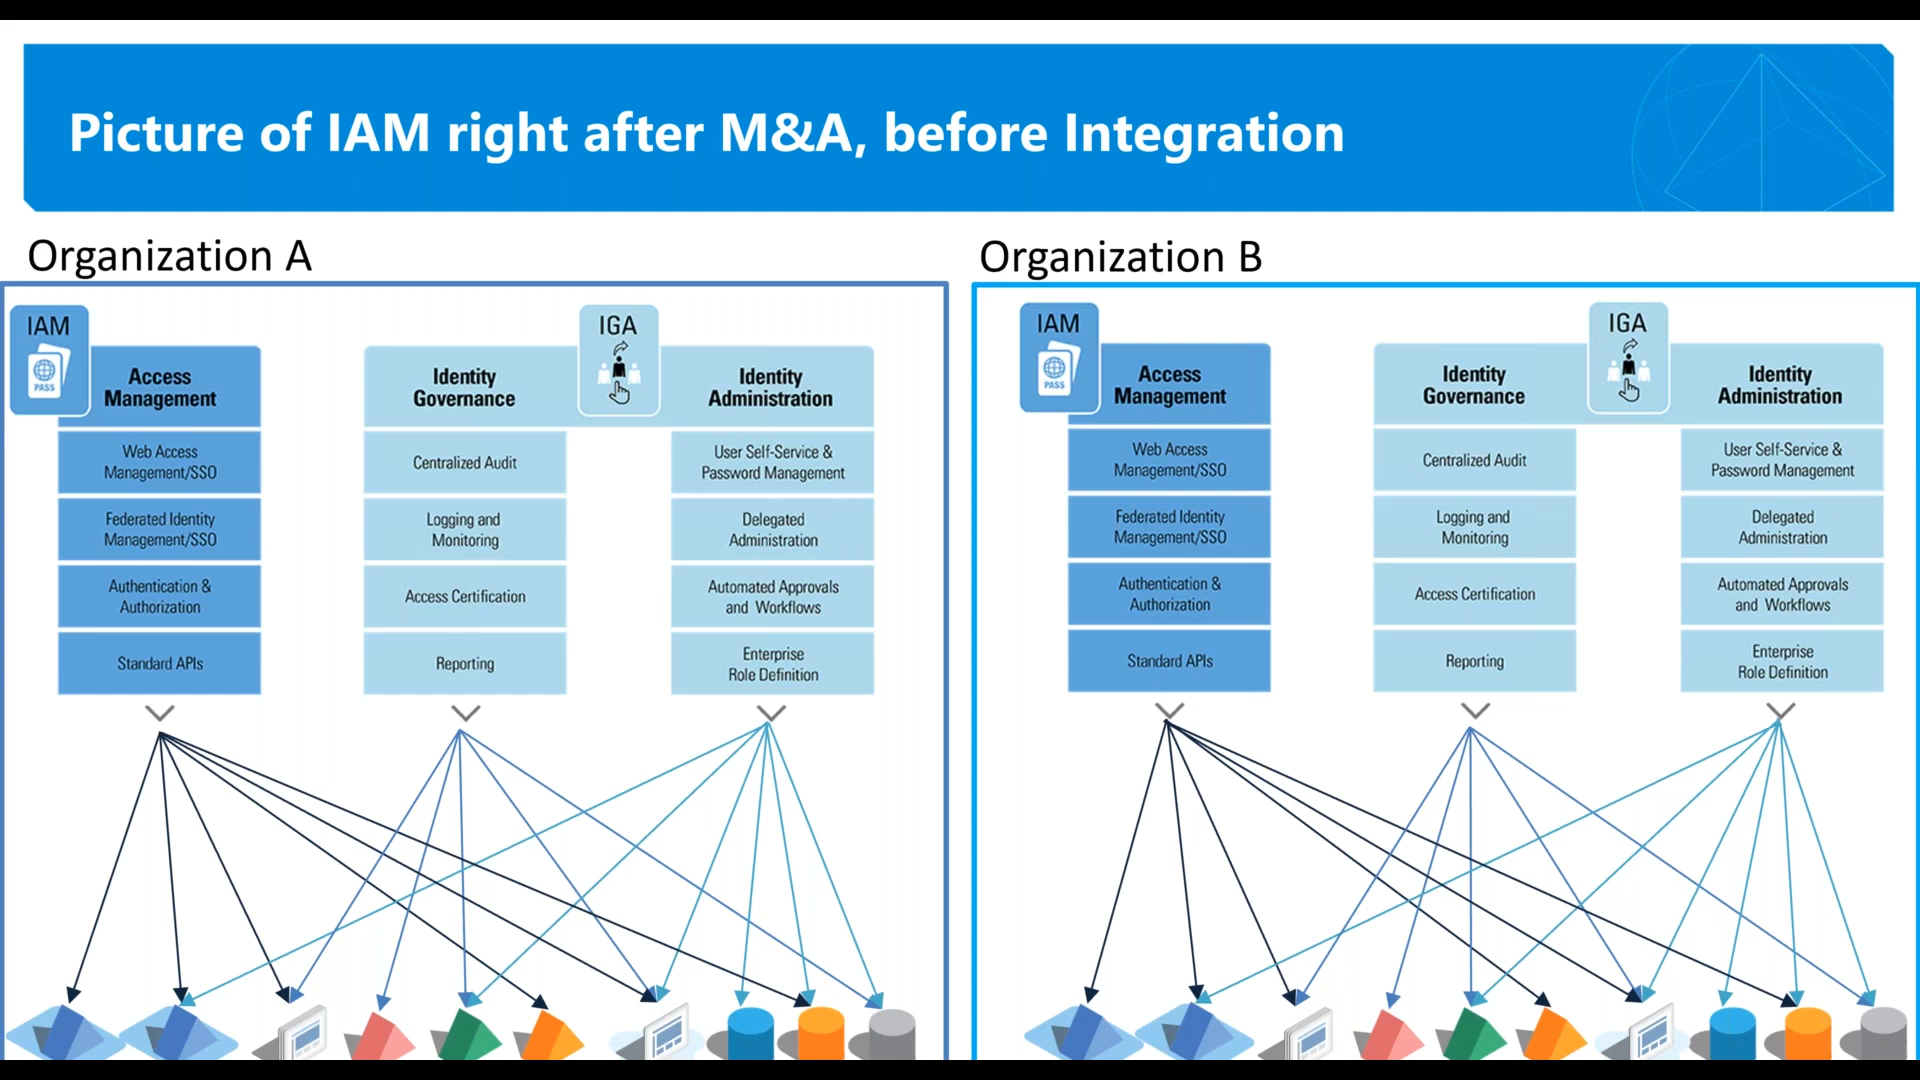 Picture of IAM right after M&A, before Integration
Organization A
IAM
PASS
Access
Management
Web Access
Management/SSO
Federated Identity
Management/SSO
Authentication &
Authorization
Standard APIs
IGA
Identity
Governance
Centralized Audit
Logging and
Monitoring
Access Certification
Reporting
Identity
Administration
User Self-Service &
Password Management
Delegated
Administration
Automated Approvals
and Workflows
Enterprise
Role Definition
Organization B
IAM
PASS
Access
Management
Web Access
Management/SSO
Federated Identity
Management/SSO
Authentication &
Authorization
Standard APIs
IGA
Identity
Governance
Centralized Audit
Logging and
Monitoring
Access Certification
Reporting
Identity
Administration
User Self-Service &
Password Management
Delegated
Administration
Automated Approvals
and Workflows
Enterprise
Role Definition